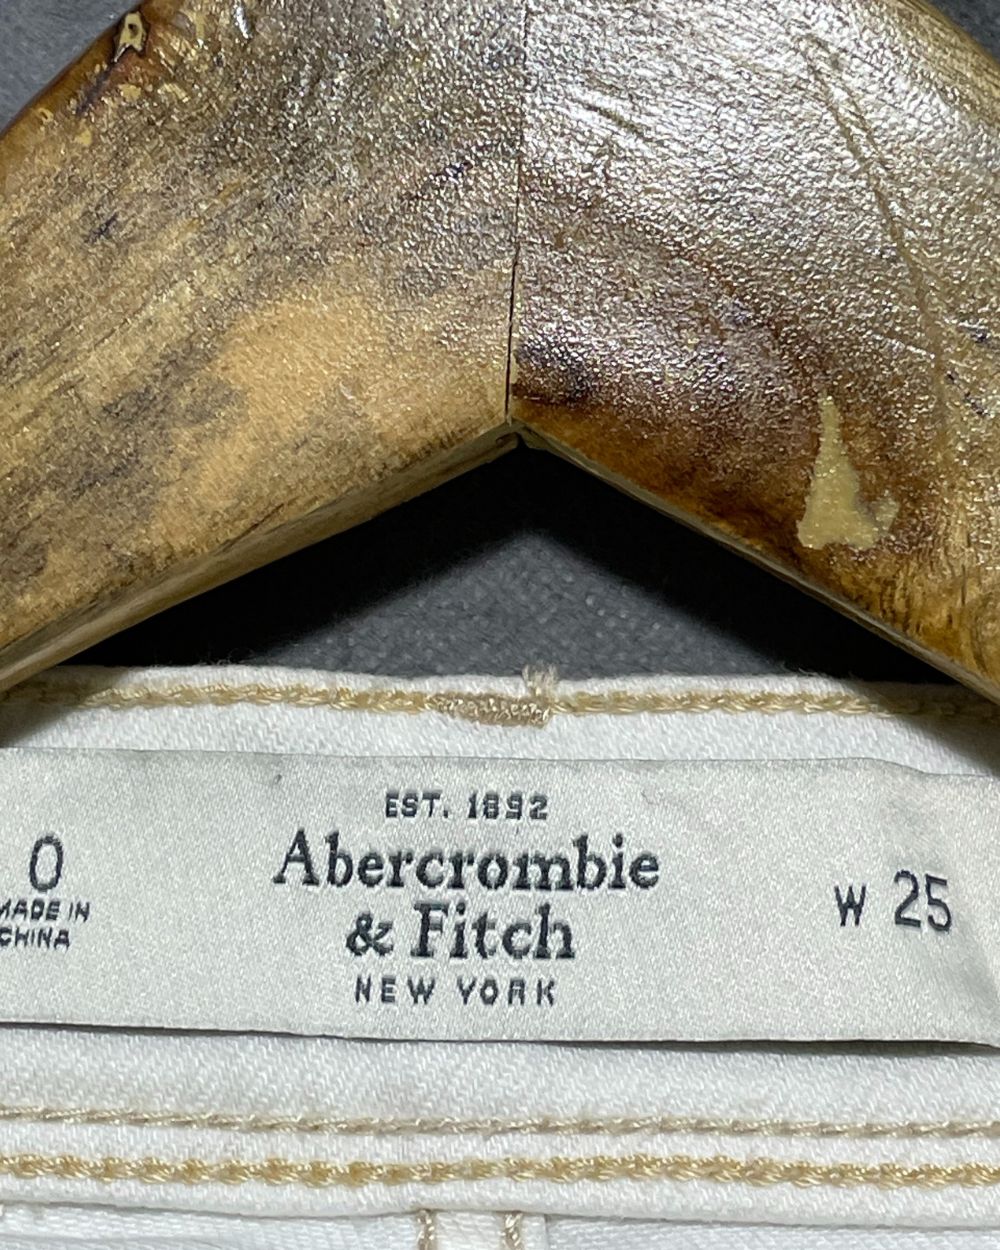 EST. 1892
Abercrombie
& Fitch
NEW YORK
0
MADE IN
CHINA
W 25